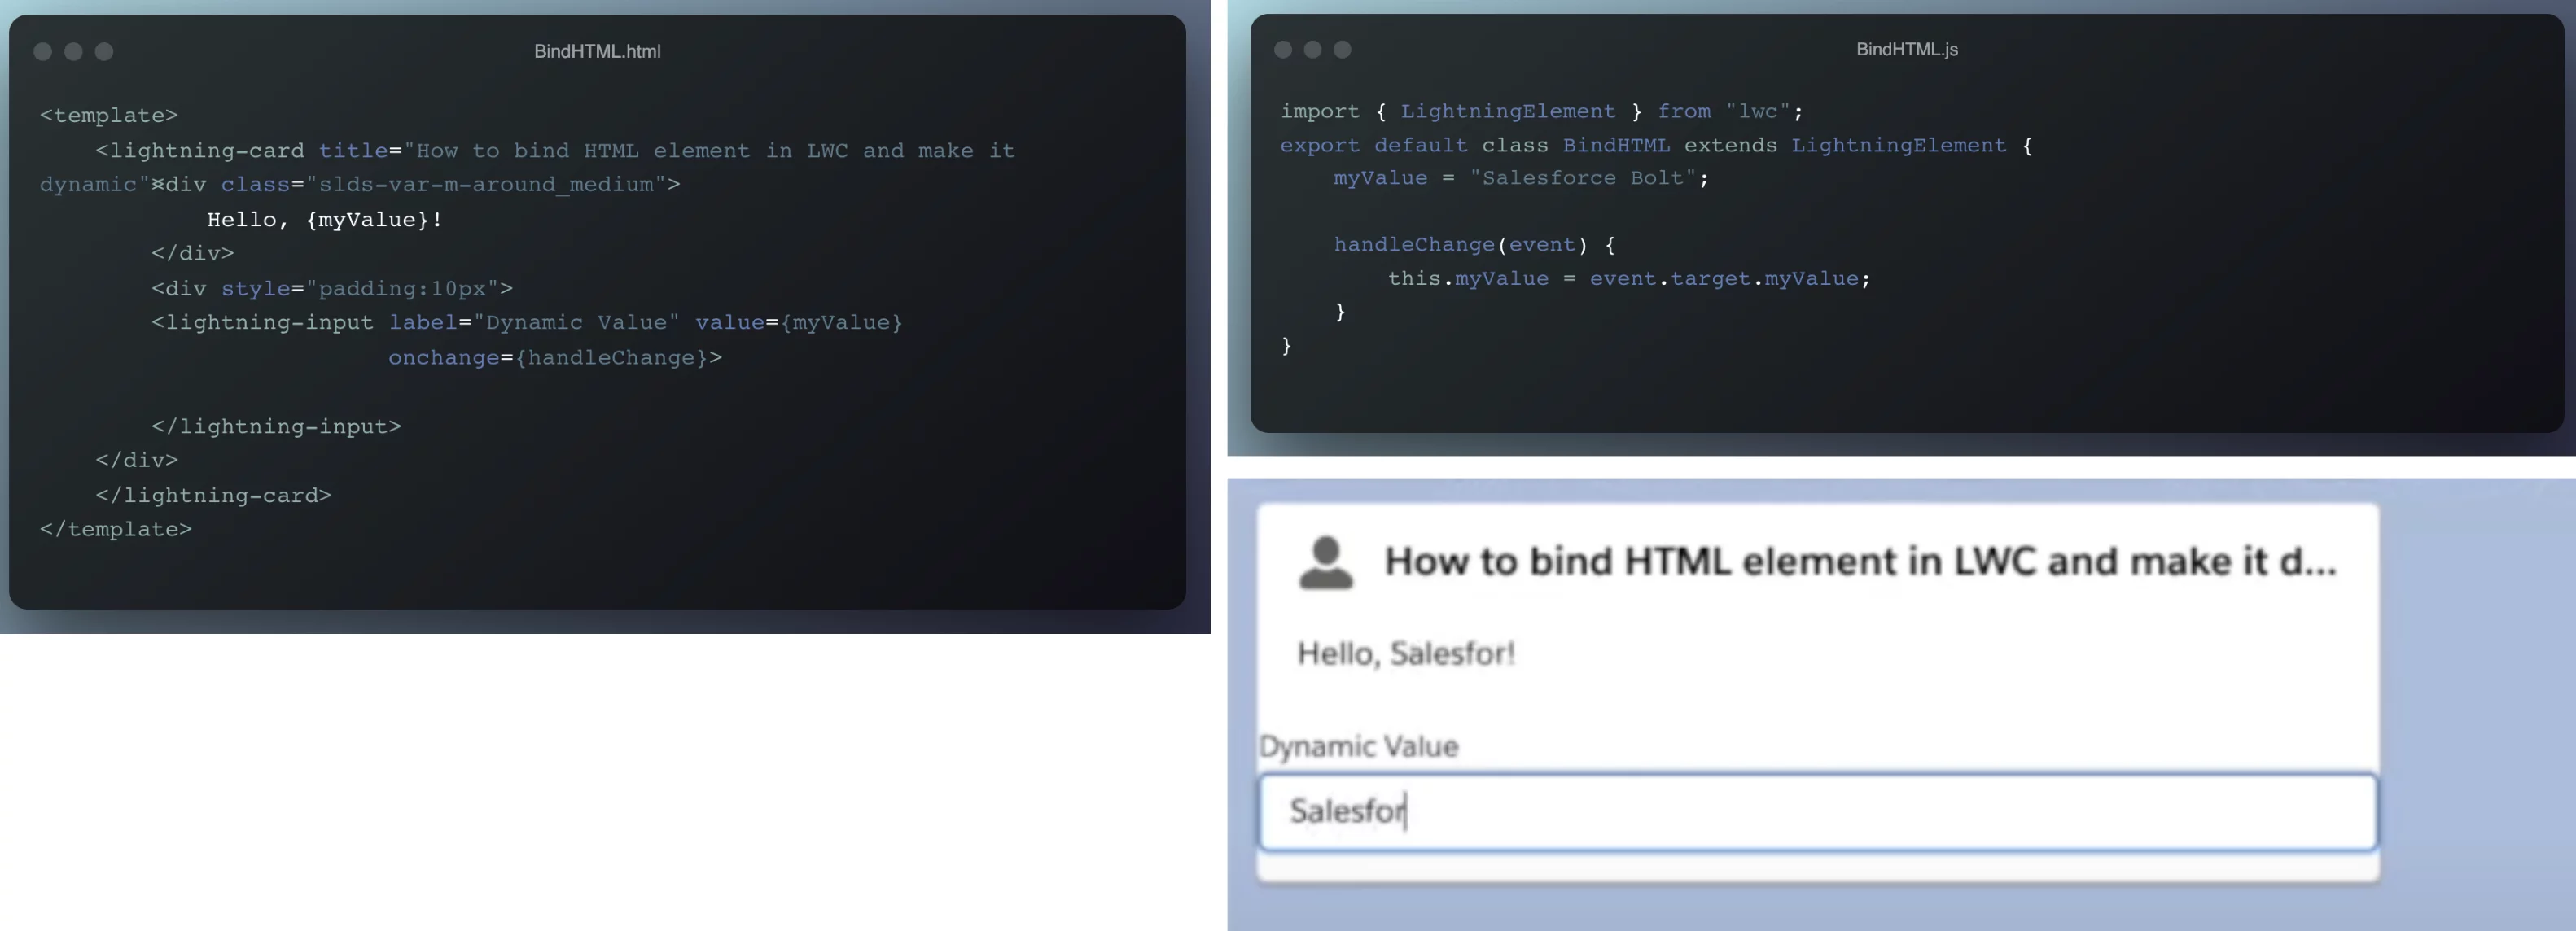 BindHTML.html
<template>
    <lightning-card title="How to bind HTML element in LWC and make it
dynamic"><div class="slds-var-m-around_medium">
            Hello, {myValue}!
        </div>
        <div style="padding:10px">
        <lightning-input label="Dynamic Value" value={myValue}
                         onchange={handleChange}>
        </lightning-input>
    </div>
    </lightning-card>
</template>
BindHTML.js
import { LightningElement } from "lwc";
export default class BindHTML extends LightningElement {
    myValue = "Salesforce Bolt";
    handleChange(event) {
        this.myValue = event.target.myValue;
    }
}
How to bind HTML element in LWC and make it d...
Hello, Salesfor!
Dynamic Value
Salesfor